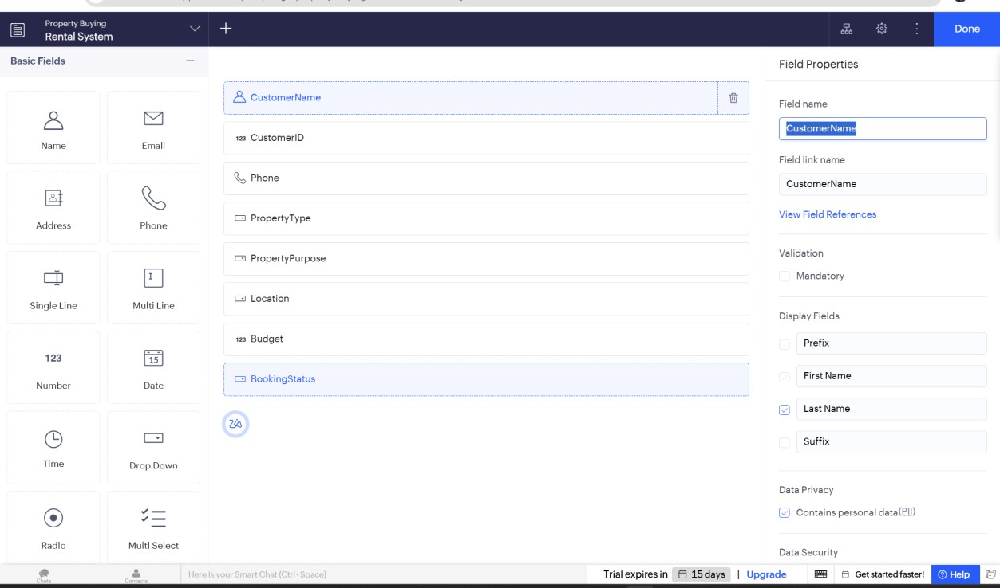 Property Buying
Rental System
Done
Basic Fields
Name
Email
Address
Phone
Single Line
Multi Line
123
Number
15
Date
Time
Drop Down
Radio
Multi Select
CustomerName
123 CustomerID
Phone
PropertyType
PropertyPurpose
Location
123 Budget
BookingStatus
Zia
Field Properties
Field name
CustomerName
Field link name
CustomerName
View Field References
Validation
Mandatory
Display Fields
Prefix
First Name
Last Name
Suffix
Data Privacy
Contains personal data(PII)
Data Security
Chats
Contacts
Here is your Smart Chat (Ctrl+Space)
Trial expires in 15 days | Upgrade
Get started faster!
Help